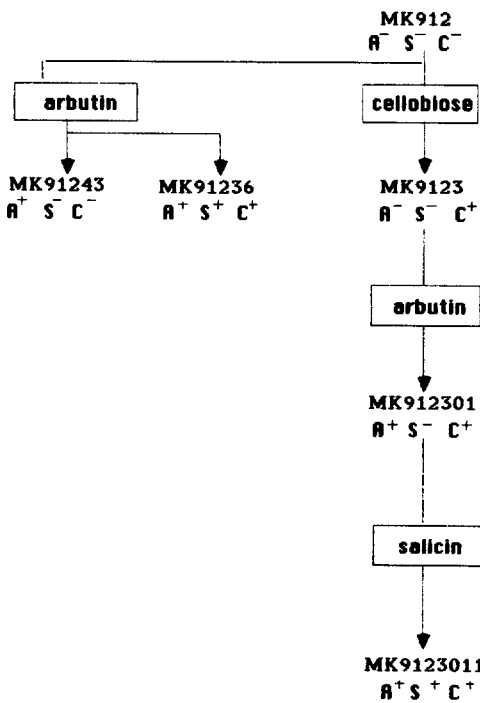 MK912
A⁻ S⁻ C⁻
arbutin
cellobiose
MK91243
A⁺ S⁻ C⁻
MK91236
A⁺ S⁺ C⁺
MK9123
A⁻ S⁻ C⁺
arbutin
MK912301
A⁺ S⁻ C⁺
salicin
MK9123011
A⁺ S⁺ C⁺